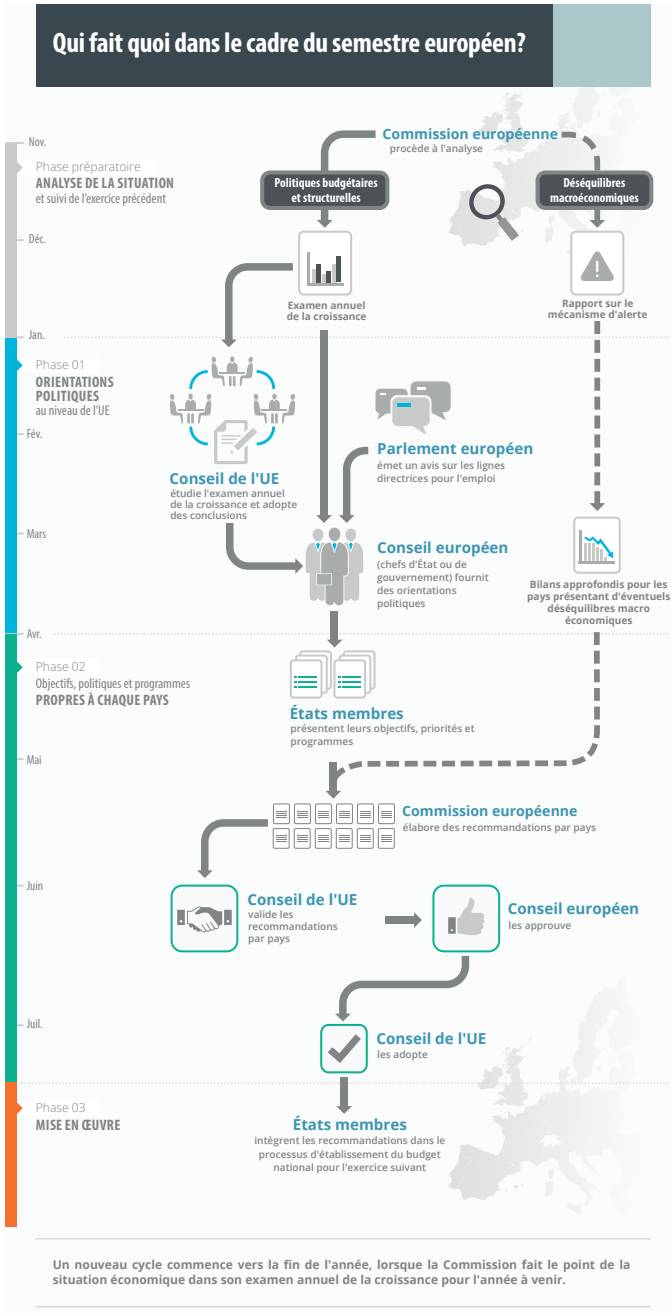 Qui fait quoi dans le cadre du semestre européen?
Nov.
Commission européenne
procède à l'analyse
Phase préparatoire
ANALYSE DE LA SITUATION
et suivi de l'exercice précédent
Politiques budgétaires
et structurelles
Déséquilibres
macroéconomiques
Déc.
Examen annuel
de la croissance
Rapport sur le
mécanisme d'alerte
Jan.
Phase 01
ORIENTATIONS
POLITIQUES
au niveau de l'UE
Fév.
Parlement européen
émet un avis sur les lignes
directrices pour l'emploi
Conseil de l'UE
étudie l'examen annuel
de la croissance et adopte
des conclusions
Mars
Conseil européen
(chefs d'État ou de
gouvernement) fournit
des orientations
politiques
Bilans approfondis pour les
pays présentant d'éventuels
déséquilibres macro
économiques
Avr.
Phase 02
Objectifs, politiques et programmes
PROPRES À CHAQUE PAYS
États membres
présentent leurs objectifs, priorités et
programmes
Mai
Commission européenne
élabore des recommandations par pays
Juin
Conseil de l'UE
valide les
recommandations
par pays
Conseil européen
les approuve
Juil.
Conseil de l'UE
les adopte
Phase 03
MISE EN ŒUVRE
États membres
intègrent les recommandations dans le
processus d'établissement du budget
national pour l'exercice suivant
Un nouveau cycle commence vers la fin de l'année, lorsque la Commission fait le point de la
situation économique dans son examen annuel de la croissance pour l'année à venir.